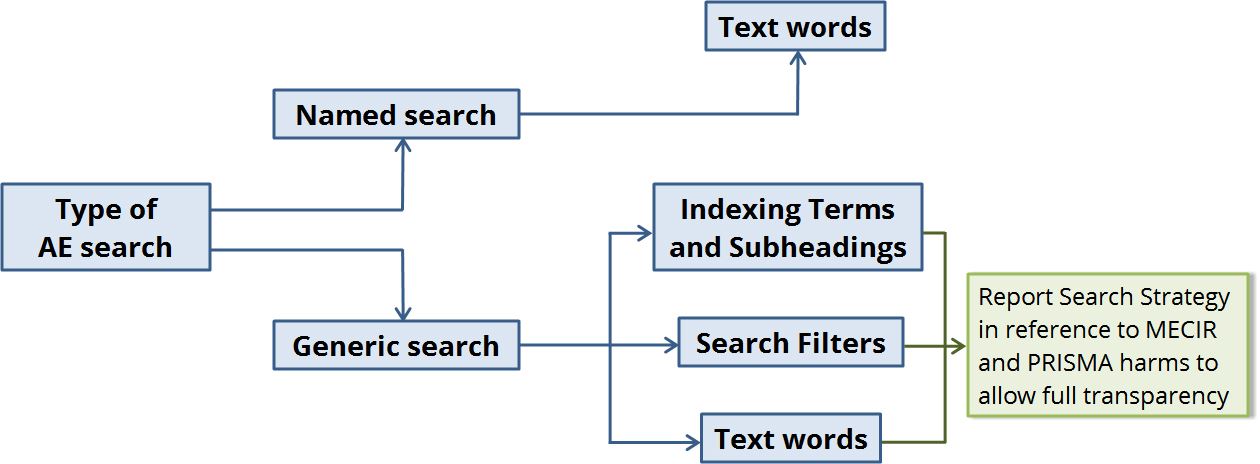 Text words
Named search
Type of
AE search
Indexing Terms
and Subheadings
Generic search
Search Filters
Text words
Report Search Strategy
in reference to MECIR
and PRISMA harms to
allow full transparency